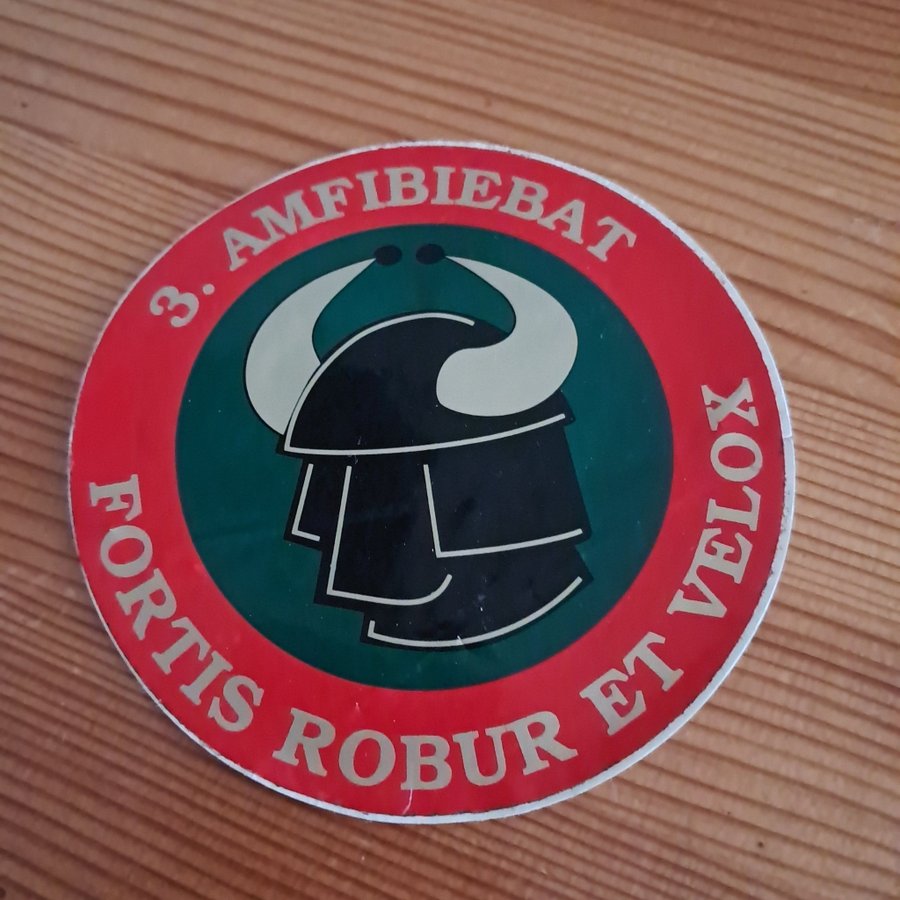 3. AMFIBIEBAT
FORTIS ROBUR ET VELOX